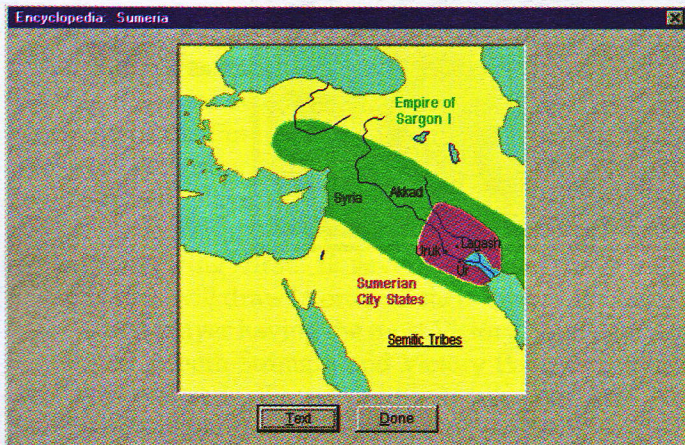 Encyclopedia: Sumeria
Empire of
Sargon I
Syria
Akkad
Lagash
Uruk
Ur
Sumerian
City States
Semitic Tribes
Text
Done